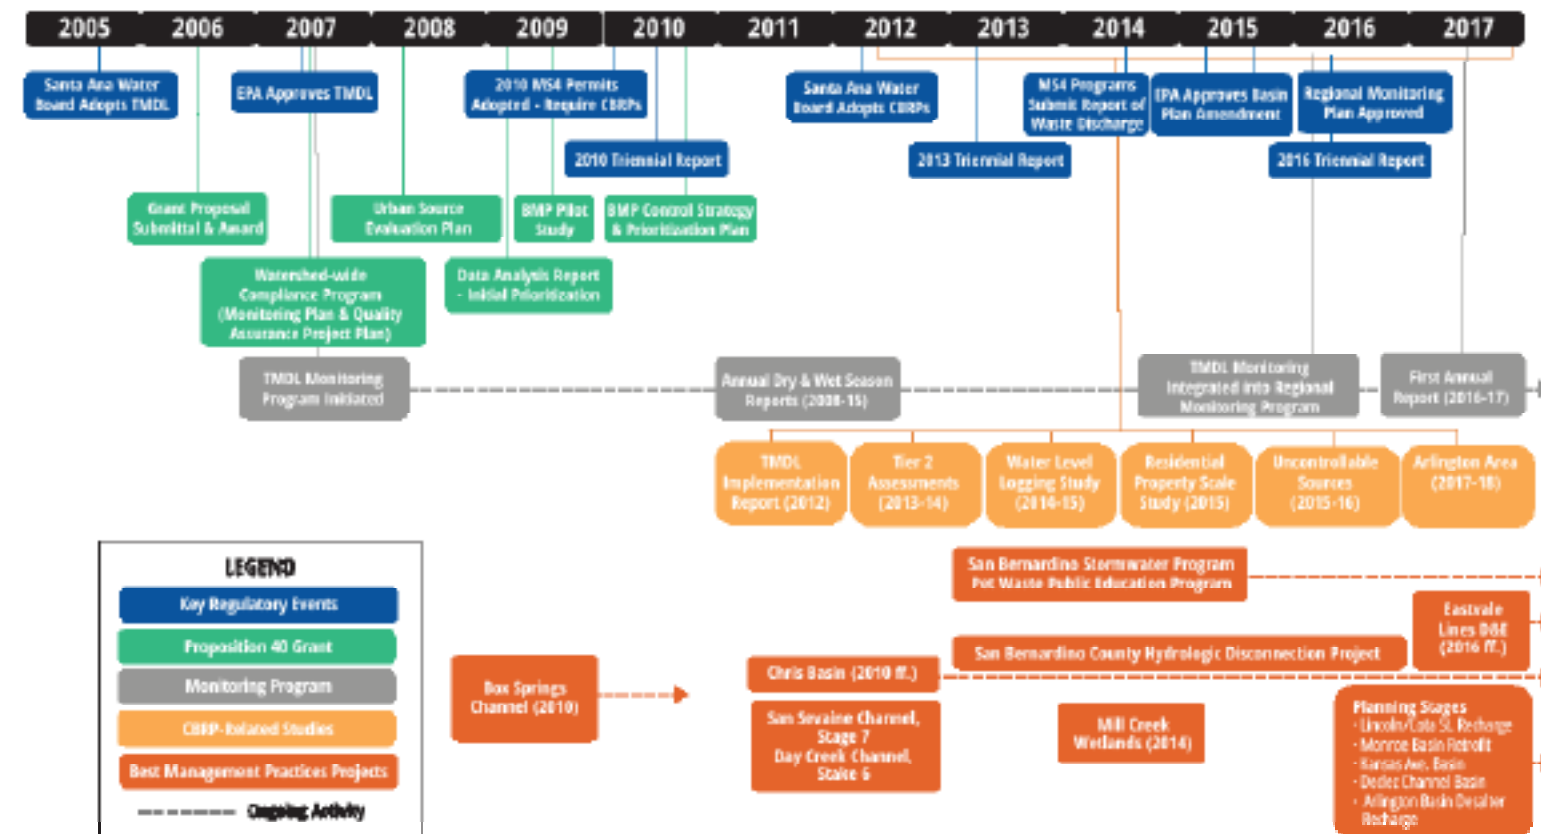 2005 2006 2007 2008 2009 2010 2011 2012 2013 2014 2015 2016 2017
Santa Ana Water
Board Adopts TMDL
EPA Approves TMDL
2010 MS4 Permits
Adopted - Require CBRPs
Santa Ana Water
Board Adopts CBRPs
MS4 Programs
Submit Report of
Waste Discharge
EPA Approves Basin
Plan Amendment
Regional Monitoring
Plan Approved
2010 Triennial Report
2013 Triennial Report
2016 Triennial Report
Grant Proposal
Submittal & Award
Urban Source
Evaluation Plan
BMP Pilot
Study
BMP Control Strategy
& Prioritization Plan
Watershed-wide
Compliance Program
(Monitoring Plan & Quality
Assurance Project Plan)
Data Analysis Report
- Initial Prioritization
TMDL Monitoring
Program Initiated
Annual Dry & Wet Season
Reports (2008-15)
TMDL Monitoring
Integrated into Regional
Monitoring Program
First Annual
Report (2016-17)
TMDL
Implementation
Report (2012)
Tier 2
Assessments
(2013-14)
Water Level
Logging Study
(2014-15)
Residential
Property Scale
Study (2015)
Uncontrollable
Sources
(2015-16)
Arlington Area
(2017-18)
San Bernardino Stormwater Program
Pet Waste Public Education Program
Eastvale
Lines D&E
(2016 ff.)
San Bernardino County Hydrologic Disconnection Project
Box Springs
Channel (2010)
Chris Basin (2010 ff.)
San Sevaine Channel,
Stage 7
Day Creek Channel,
Stake 6
Mill Creek
Wetlands (2014)
Planning Stages
· Lincoln/Cota St. Recharge
· Monroe Basin Retrofit
· Kansas Ave. Basin
· Dedec Channel Basin
· Arlington Basin Desalter
Recharge
LEGEND
Key Regulatory Events
Proposition 40 Grant
Monitoring Program
CBRP-Related Studies
Best Management Practices Projects
Ongoing Activity